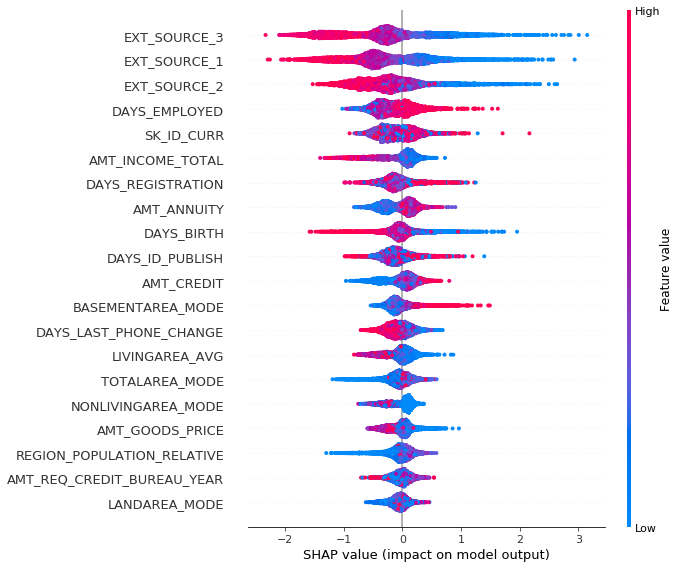 High
EXT_SOURCE_3
EXT_SOURCE_1
EXT_SOURCE_2
DAYS_EMPLOYED
SK_ID_CURR
AMT_INCOME_TOTAL
DAYS_REGISTRATION
AMT_ANNUITY
DAYS_BIRTH
DAYS_ID_PUBLISH
AMT_CREDIT
BASEMENTAREA_MODE
DAYS_LAST_PHONE_CHANGE
LIVINGAREA_AVG
TOTALAREA_MODE
NONLIVINGAREA_MODE
AMT_GOODS_PRICE
REGION_POPULATION_RELATIVE
AMT_REQ_CREDIT_BUREAU_YEAR
LANDAREA_MODE
Feature value
Low
−2 −1 0 1 2 3
SHAP value (impact on model output)